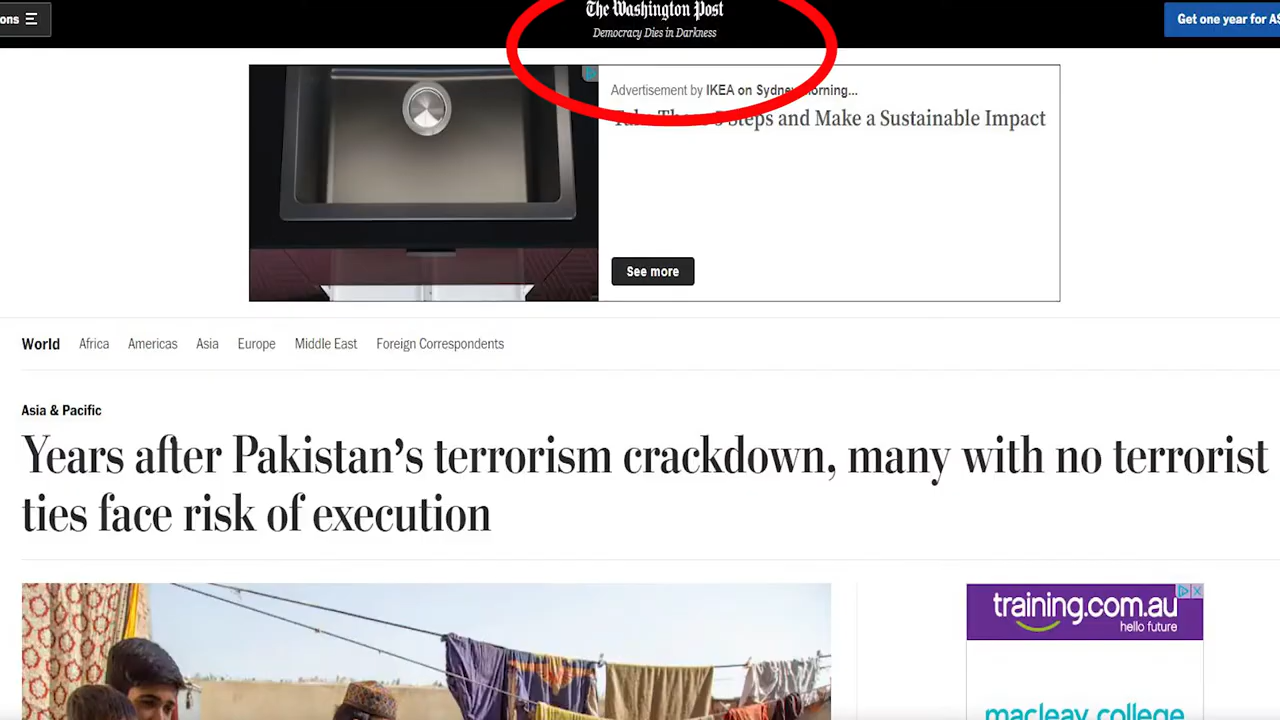 ons
The Washington Post
Democracy Dies in Darkness
Get one year for A
Advertisement by IKEA on Sydney Morning...
Steps and Make a Sustainable Impact
See more
World Africa Americas Asia Europe Middle East Foreign Correspondents
Asia & Pacific
Years after Pakistan’s terrorism crackdown, many with no terrorist
ties face risk of execution
training.com.au
hello future
macleay college